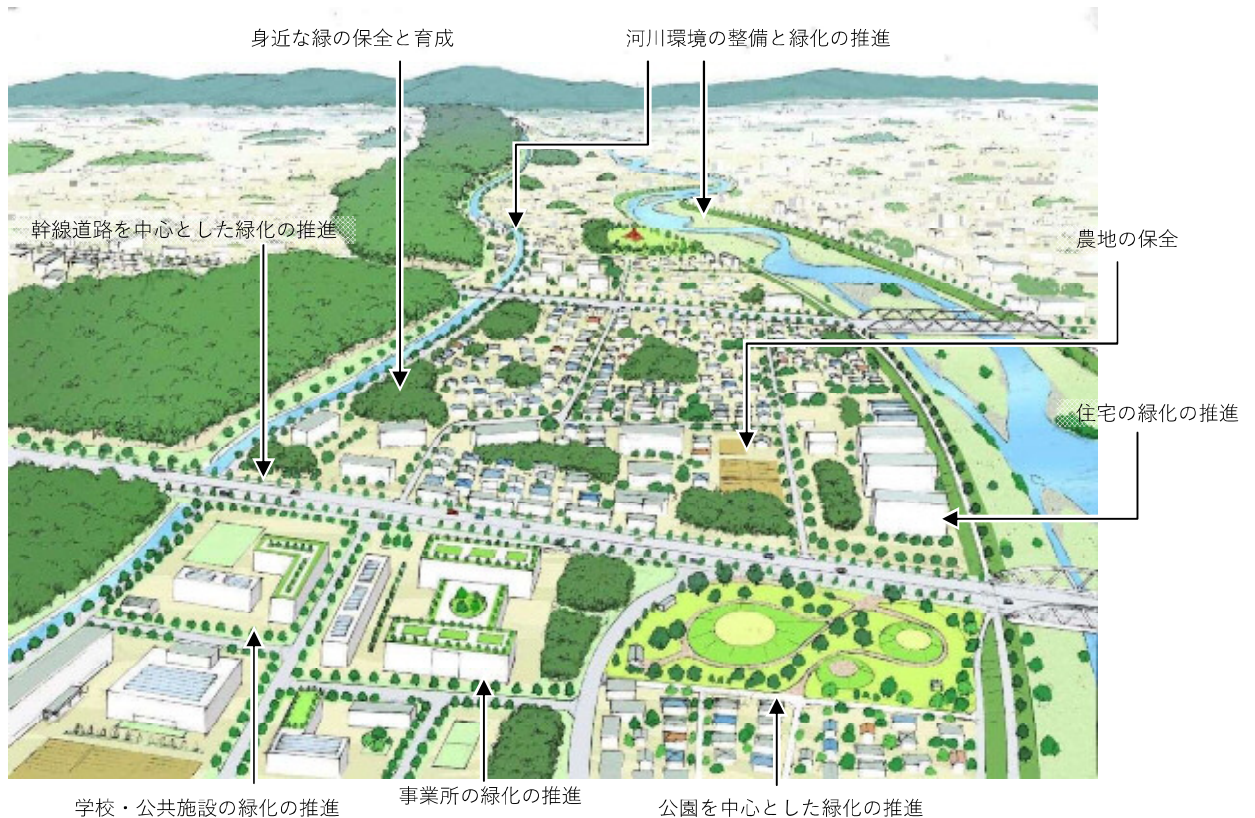 身近な緑の保全と育成
河川環境の整備と緑化の推進
幹線道路を中心とした緑化の推進
農地の保全
住宅の緑化の推進
学校・公共施設の緑化の推進
事業所の緑化の推進
公園を中心とした緑化の推進